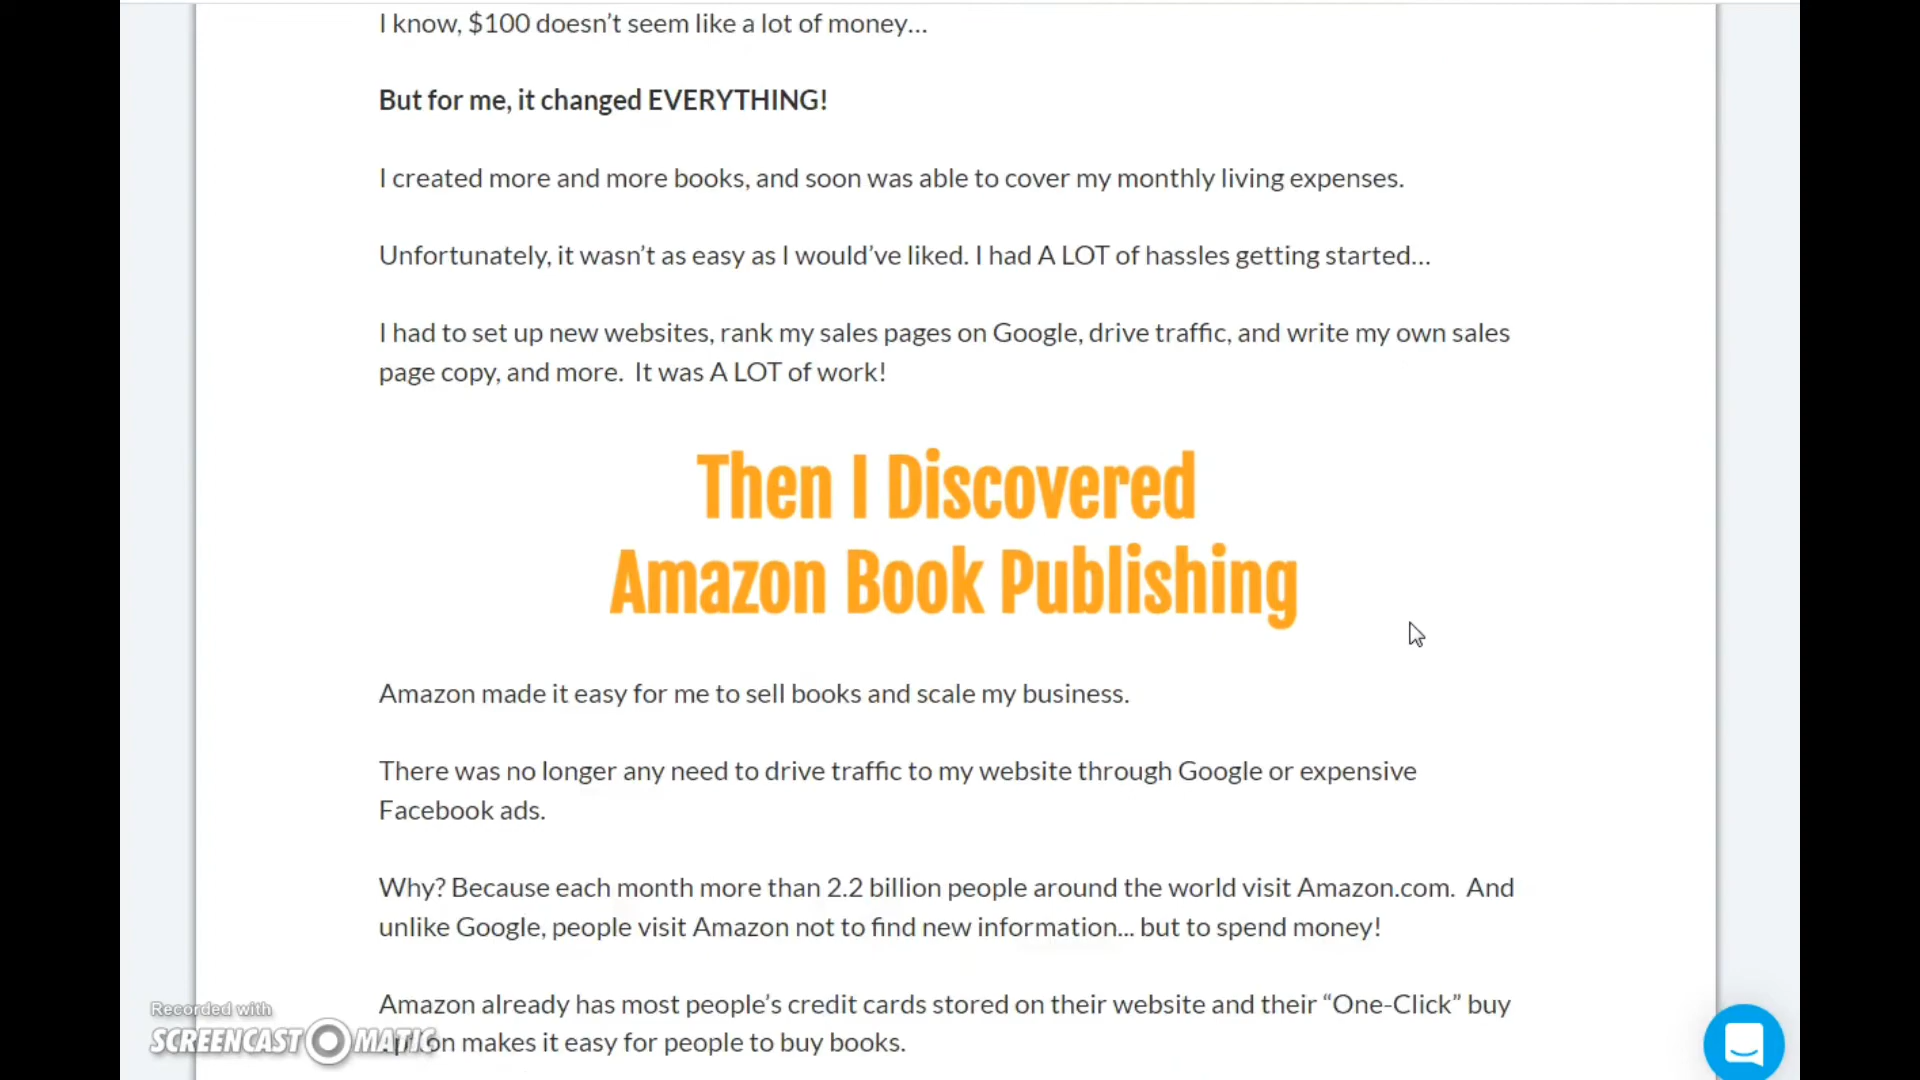 I know, $100 doesn’t seem like a lot of money…
But for me, it changed EVERYTHING!
I created more and more books, and soon was able to cover my monthly living expenses.
Unfortunately, it wasn’t as easy as I would’ve liked. I had A LOT of hassles getting started…
I had to set up new websites, rank my sales pages on Google, drive traffic, and write my own sales
page copy, and more.  It was A LOT of work!
Then I Discovered
Amazon Book Publishing
Amazon made it easy for me to sell books and scale my business.
There was no longer any need to drive traffic to my website through Google or expensive
Facebook ads.
Why? Because each month more than 2.2 billion people around the world visit Amazon.com.  And
unlike Google, people visit Amazon not to find new information... but to spend money!
Amazon already has most people’s credit cards stored on their website and their “One-Click” buy
makes it easy for people to buy books.
Recorded with
SCREENCAST O MATIC